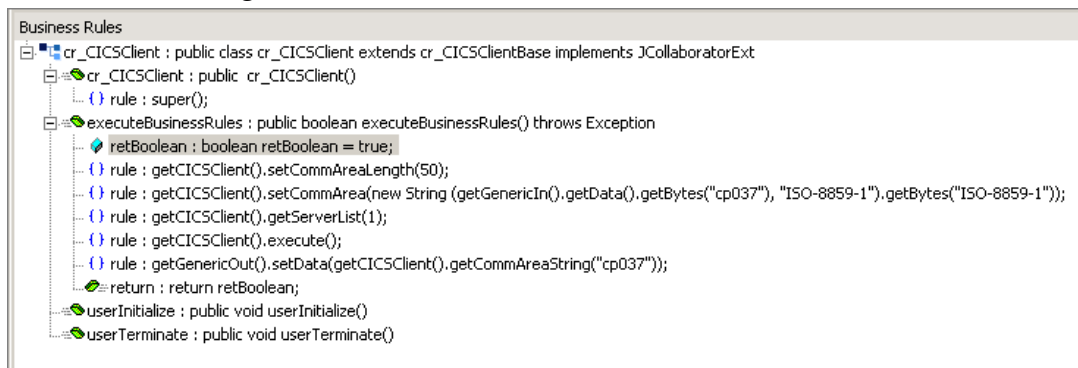 Business Rules
cr_CICSClient : public class cr_CICSClient extends cr_CICSClientBase implements JCollaboratorExt
cr_CICSClient : public cr_CICSClient()
{} rule : super();
executeBusinessRules : public boolean executeBusinessRules() throws Exception
retBoolean : boolean retBoolean = true;
{} rule : getCICSClient().setCommAreaLength(50);
{} rule : getCICSClient().setCommArea(new String (getGenericIn().getData().getBytes("cp037"), "ISO-8859-1").getBytes("ISO-8859-1"));
{} rule : getCICSClient().getServerList(1);
{} rule : getCICSClient().execute();
{} rule : getGenericOut().setData(getCICSClient().getCommAreaString("cp037"));
return : return retBoolean;
userInitialize : public void userInitialize()
userTerminate : public void userTerminate()